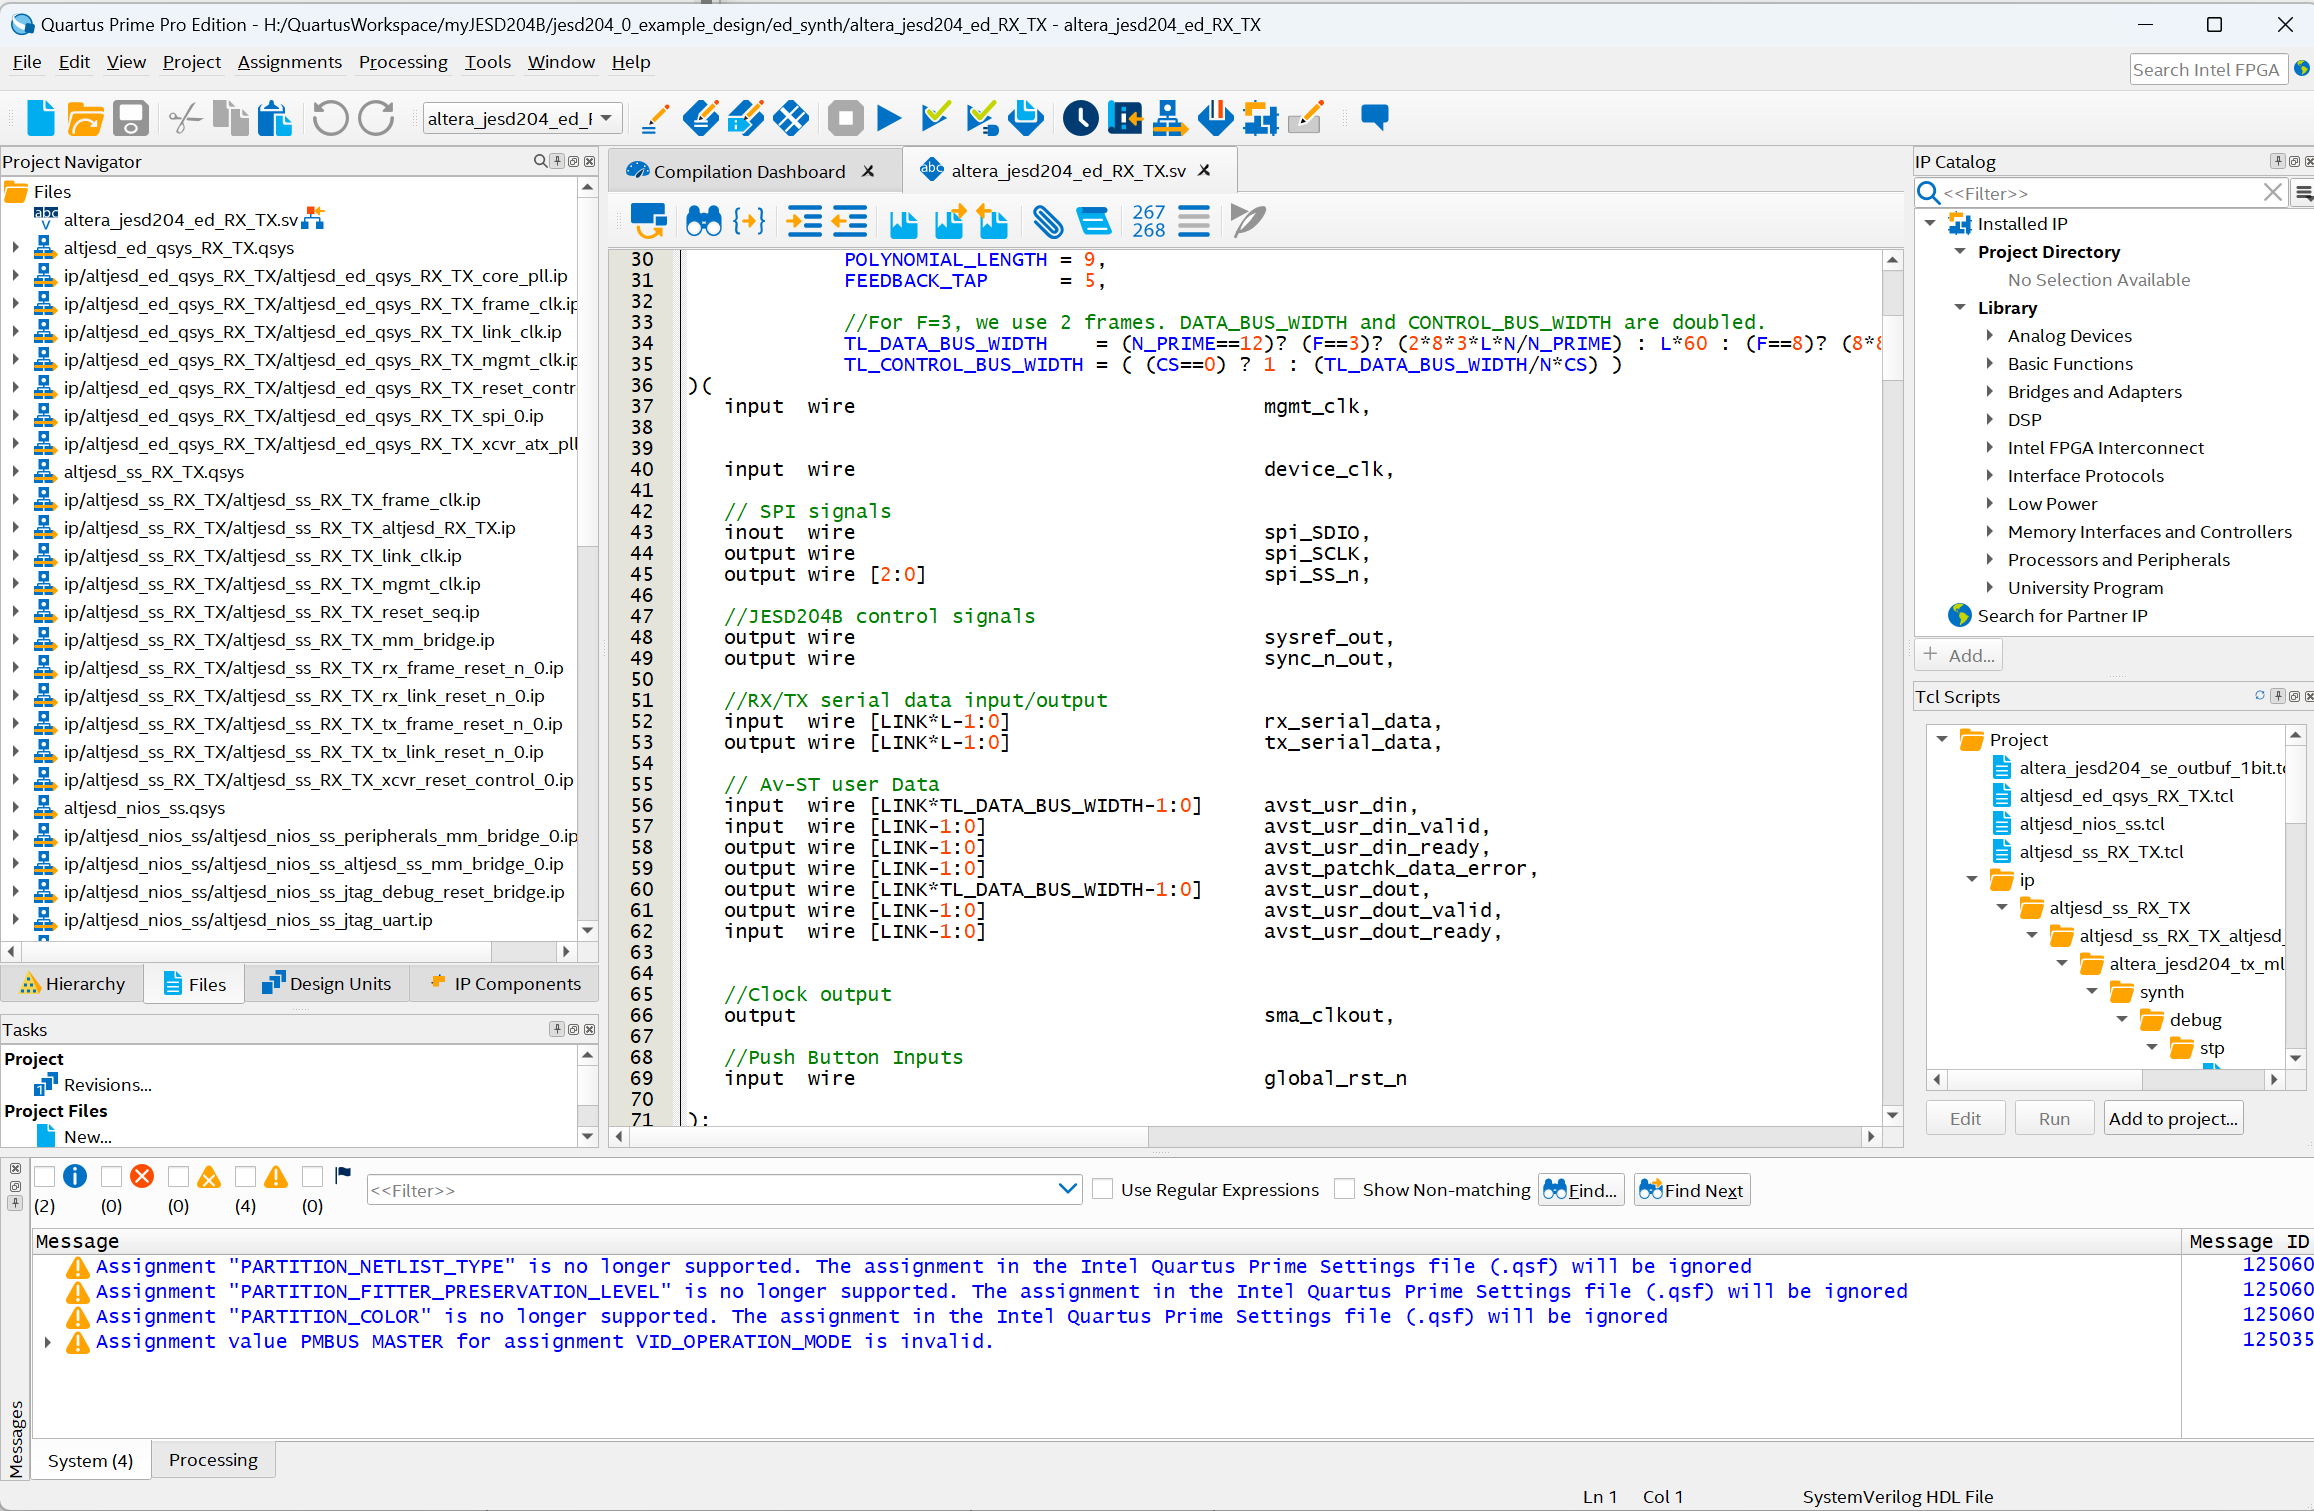 Quartus Prime Pro Edition - H:/QuartusWorkspace/myJESD204B/jesd204_0_example_design/ed_synth/altera_jesd204_ed_RX_TX - altera_jesd204_ed_RX_TX
File Edit View Project Assignments Processing Tools Window Help
Search Intel FPGA
altera_jesd204_ed_F
Project Navigator
Files
altera_jesd204_ed_RX_TX.sv
altjesd_ed_qsys_RX_TX.qsys
ip/altjesd_ed_qsys_RX_TX/altjesd_ed_qsys_RX_TX_core_pll.ip
ip/altjesd_ed_qsys_RX_TX/altjesd_ed_qsys_RX_TX_frame_clk.ip
ip/altjesd_ed_qsys_RX_TX/altjesd_ed_qsys_RX_TX_link_clk.ip
ip/altjesd_ed_qsys_RX_TX/altjesd_ed_qsys_RX_TX_mgmt_clk.ip
ip/altjesd_ed_qsys_RX_TX/altjesd_ed_qsys_RX_TX_reset_contr
ip/altjesd_ed_qsys_RX_TX/altjesd_ed_qsys_RX_TX_spi_0.ip
ip/altjesd_ed_qsys_RX_TX/altjesd_ed_qsys_RX_TX_xcvr_atx_pll
altjesd_ss_RX_TX.qsys
ip/altjesd_ss_RX_TX/altjesd_ss_RX_TX_frame_clk.ip
ip/altjesd_ss_RX_TX/altjesd_ss_RX_TX_altjesd_RX_TX.ip
ip/altjesd_ss_RX_TX/altjesd_ss_RX_TX_link_clk.ip
ip/altjesd_ss_RX_TX/altjesd_ss_RX_TX_mgmt_clk.ip
ip/altjesd_ss_RX_TX/altjesd_ss_RX_TX_reset_seq.ip
ip/altjesd_ss_RX_TX/altjesd_ss_RX_TX_mm_bridge.ip
ip/altjesd_ss_RX_TX/altjesd_ss_RX_TX_rx_frame_reset_n_0.ip
ip/altjesd_ss_RX_TX/altjesd_ss_RX_TX_rx_link_reset_n_0.ip
ip/altjesd_ss_RX_TX/altjesd_ss_RX_TX_tx_frame_reset_n_0.ip
ip/altjesd_ss_RX_TX/altjesd_ss_RX_TX_tx_link_reset_n_0.ip
ip/altjesd_ss_RX_TX/altjesd_ss_RX_TX_xcvr_reset_control_0.ip
altjesd_nios_ss.qsys
ip/altjesd_nios_ss/altjesd_nios_ss_peripherals_mm_bridge_0.ip
ip/altjesd_nios_ss/altjesd_nios_ss_altjesd_ss_mm_bridge_0.ip
ip/altjesd_nios_ss/altjesd_nios_ss_jtag_debug_reset_bridge.ip
ip/altjesd_nios_ss/altjesd_nios_ss_jtag_uart.ip
Hierarchy Files Design Units IP Components
Tasks
Project
Revisions...
Project Files
New...
Compilation Dashboard altera_jesd204_ed_RX_TX.sv
abc
267
268
30 POLYNOMIAL_LENGTH = 9,
31 FEEDBACK_TAP = 5,
32
33 //For F=3, we use 2 frames. DATA_BUS_WIDTH and CONTROL_BUS_WIDTH are doubled.
34 TL_DATA_BUS_WIDTH = (N_PRIME==12)? (F==3)? (2*8*3*L*N/N_PRIME) : L*60 : (F==8)? (8*8
35 TL_CONTROL_BUS_WIDTH = ( (CS==0) ? 1 : (TL_DATA_BUS_WIDTH/N*CS) )
36 )(
37 input wire mgmt_clk,
38
39
40 input wire device_clk,
41
42 // SPI signals
43 inout wire spi_SDIO,
44 output wire spi_SCLK,
45 output wire [2:0] spi_SS_n,
46
47 //JESD204B control signals
48 output wire sysref_out,
49 output wire sync_n_out,
50
51 //RX/TX serial data input/output
52 input wire [LINK*L-1:0] rx_serial_data,
53 output wire [LINK*L-1:0] tx_serial_data,
54
55 // Av-ST user Data
56 input wire [LINK*TL_DATA_BUS_WIDTH-1:0] avst_usr_din,
57 input wire [LINK-1:0] avst_usr_din_valid,
58 output wire [LINK-1:0] avst_usr_din_ready,
59 output wire [LINK-1:0] avst_patchk_data_error,
60 output wire [LINK*TL_DATA_BUS_WIDTH-1:0] avst_usr_dout,
61 output wire [LINK-1:0] avst_usr_dout_valid,
62 input wire [LINK-1:0] avst_usr_dout_ready,
63
64
65 //Clock output
66 output sma_clkout,
67
68 //Push Button Inputs
69 input wire global_rst_n
70
71 );
IP Catalog
<<Filter>>
Installed IP
Project Directory
No Selection Available
Library
Analog Devices
Basic Functions
Bridges and Adapters
DSP
Intel FPGA Interconnect
Interface Protocols
Low Power
Memory Interfaces and Controllers
Processors and Peripherals
University Program
Search for Partner IP
+ Add...
Tcl Scripts
Project
altera_jesd204_se_outbuf_1bit.tc
altjesd_ed_qsys_RX_TX.tcl
altjesd_nios_ss.tcl
altjesd_ss_RX_TX.tcl
ip
altjesd_ss_RX_TX
altjesd_ss_RX_TX_altjesd_
altera_jesd204_tx_ml
synth
debug
stp
Edit Run Add to project...
(2) (0) (0) (4) (0)
<<Filter>> Use Regular Expressions Show Non-matching Find... Find Next
Message Message ID
Assignment "PARTITION_NETLIST_TYPE" is no longer supported. The assignment in the Intel Quartus Prime Settings file (.qsf) will be ignored 125060
Assignment "PARTITION_FITTER_PRESERVATION_LEVEL" is no longer supported. The assignment in the Intel Quartus Prime Settings file (.qsf) will be ignored 125060
Assignment "PARTITION_COLOR" is no longer supported. The assignment in the Intel Quartus Prime Settings file (.qsf) will be ignored 125060
Assignment value PMBUS MASTER for assignment VID_OPERATION_MODE is invalid. 125035
Messages
System (4) Processing
Ln 1 Col 1 SystemVerilog HDL File